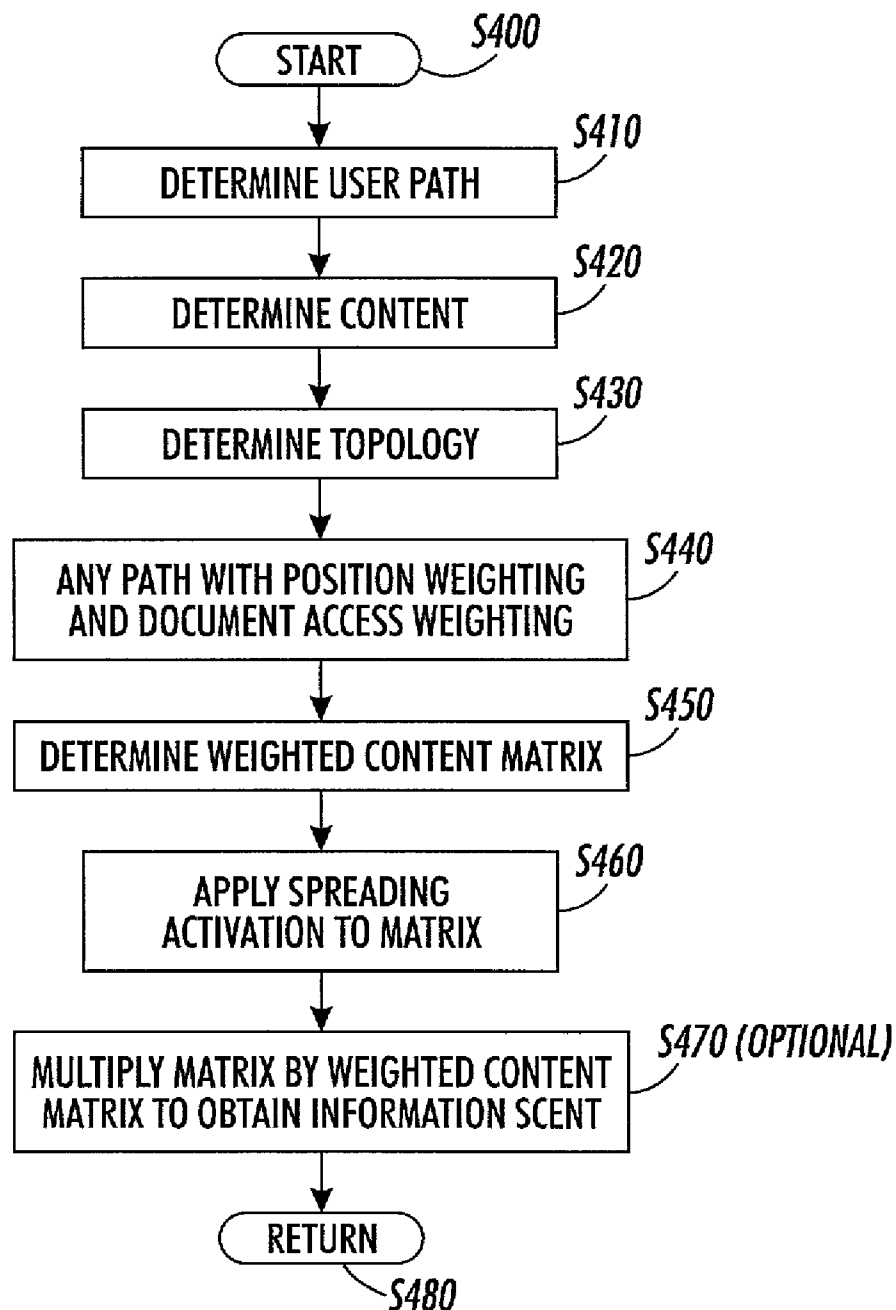 S400
START
S410
DETERMINE USER PATH
S420
DETERMINE CONTENT
S430
DETERMINE TOPOLOGY
S440
ANY PATH WITH POSITION WEIGHTING
AND DOCUMENT ACCESS WEIGHTING
S450
DETERMINE WEIGHTED CONTENT MATRIX
S460
APPLY SPREADING
ACTIVATION TO MATRIX
S470 (OPTIONAL)
MULTIPLY MATRIX BY WEIGHTED CONTENT
MATRIX TO OBTAIN INFORMATION SCENT
RETURN
S480